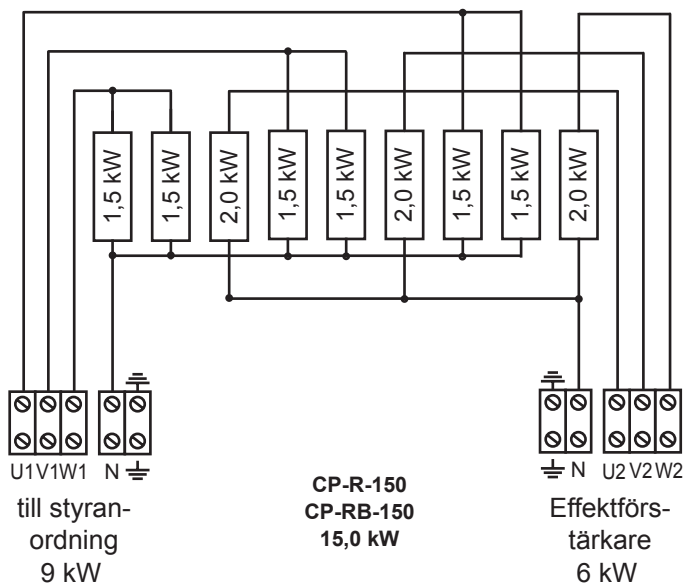 1,5 kW
1,5 kW
2,0 kW
1,5 kW
1,5 kW
2,0 kW
1,5 kW
1,5 kW
2,0 kW
U1 V1 W1 N
N U2 V2 W2
till styran-
ordning
9 kW
CP-R-150
CP-RB-150
15,0 kW
Effektförs-
tärkare
6 kW